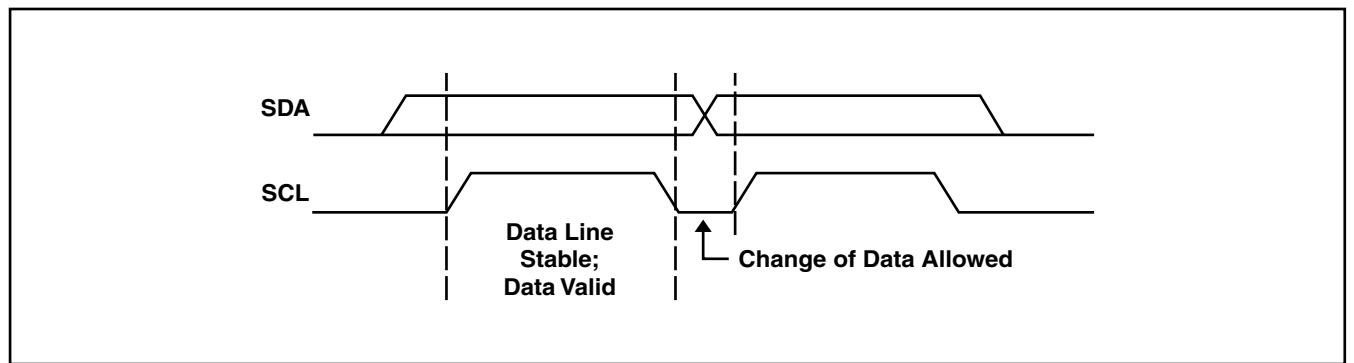 SDA
SCL
Data Line
Stable;
Data Valid
Change of Data Allowed